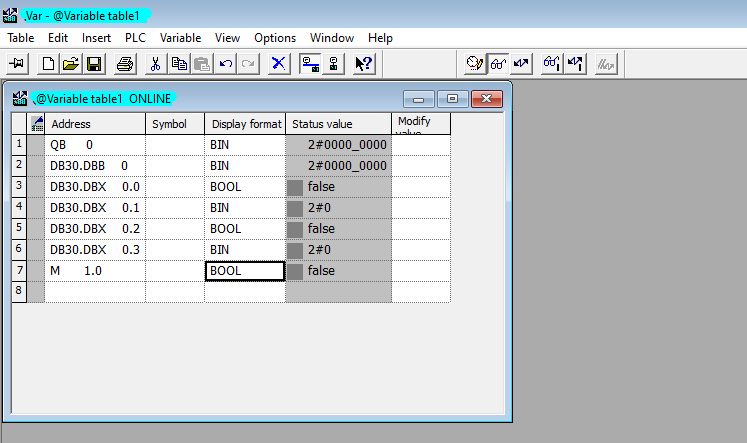 Var - @Variable table1
Table Edit Insert PLC Variable View Options Window Help
@Variable table1 ONLINE
Address Symbol Display format Status value Modify value
1 QB 0 BIN 2#0000_0000
2 DB30.DBB 0 BIN 2#0000_0000
3 DB30.DBX 0.0 BOOL false
4 DB30.DBX 0.1 BIN 2#0
5 DB30.DBX 0.2 BOOL false
6 DB30.DBX 0.3 BIN 2#0
7 M 1.0 BOOL false
8